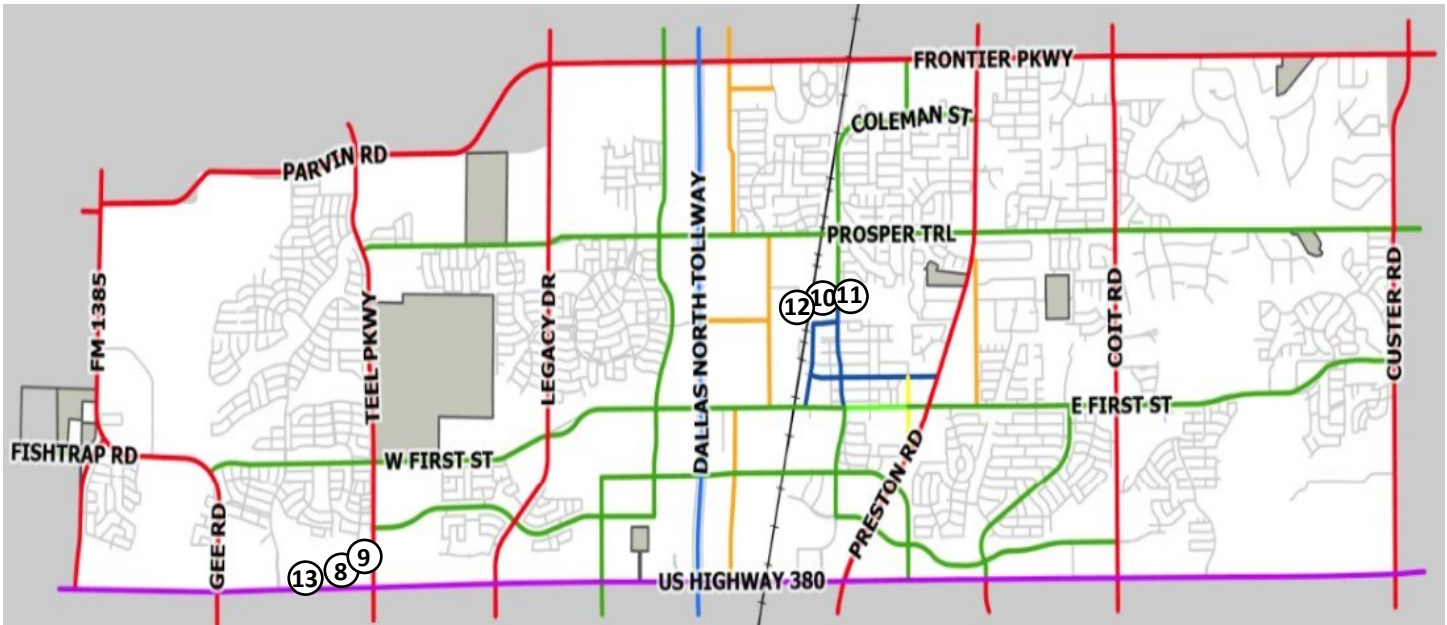 FRONTIER PKWY
COLEMAN ST
PARVIN RD
DALLAS NORTH TOLLWAY
PROSPER TRL
FM 1385
TEEL PKWY
LEGACY DR
12
10
11
COIT RD
CUSTER RD
E FIRST ST
FISHTRAP RD
W FIRST ST
PRESTON RD
GEE RD
13
8
9
US HIGHWAY 380